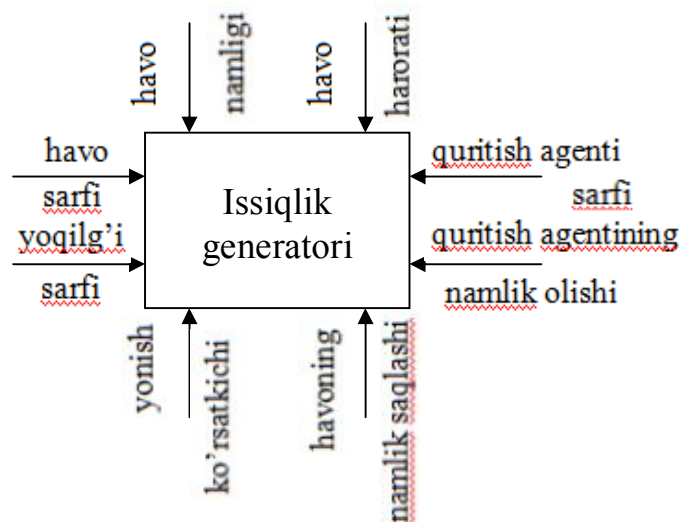 havo
namligi
havo
harorati
havo
sarfi
yoqilg’i
sarfi
Issiqlik
generatori
quritish agenti
sarfi
quritish agentining
namlik olishi
yonish
ko’rsatkichi
havoning
namlik saqlashi